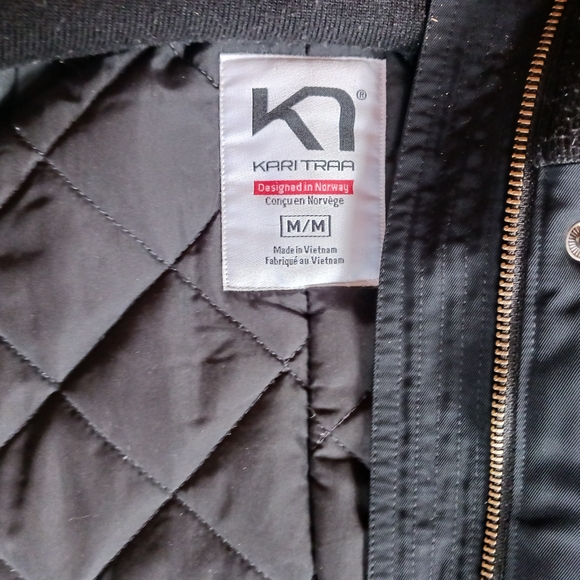 KARI TRAA
Designed in Norway
Conçu en Norvège
M/M
Made in Vietnam
Fabriqué au Vietnam